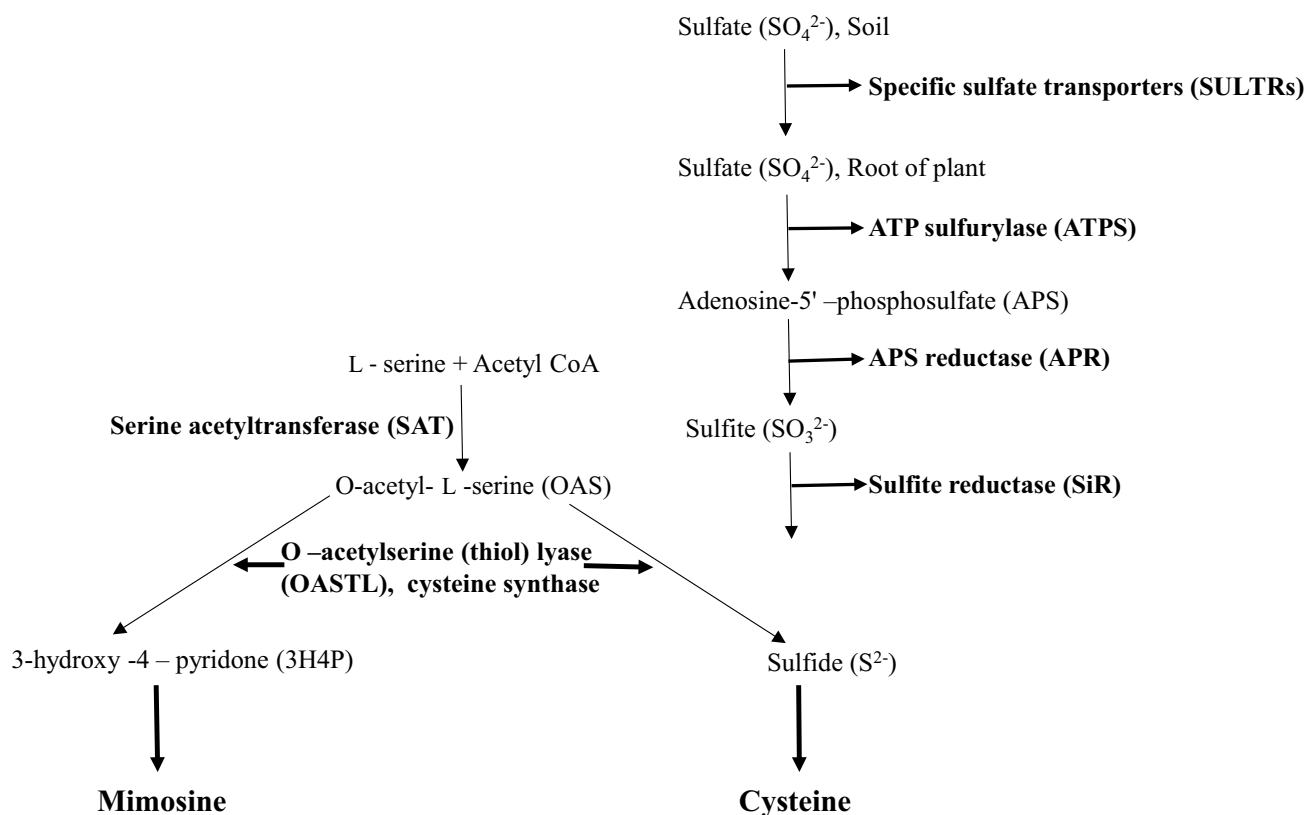 Sulfate (SO₄²⁻), Soil
Specific sulfate transporters (SULTRs)
Sulfate (SO₄²⁻), Root of plant
ATP sulfurylase (ATPS)
Adenosine-5' –phosphosulfate (APS)
APS reductase (APR)
L - serine + Acetyl CoA
Serine acetyltransferase (SAT)
Sulfite (SO₃²⁻)
O-acetyl- L -serine (OAS)
Sulfite reductase (SiR)
O –acetylserine (thiol) lyase
(OASTL), cysteine synthase
3-hydroxy -4 – pyridone (3H4P)
Sulfide (S²⁻)
Mimosine
Cysteine